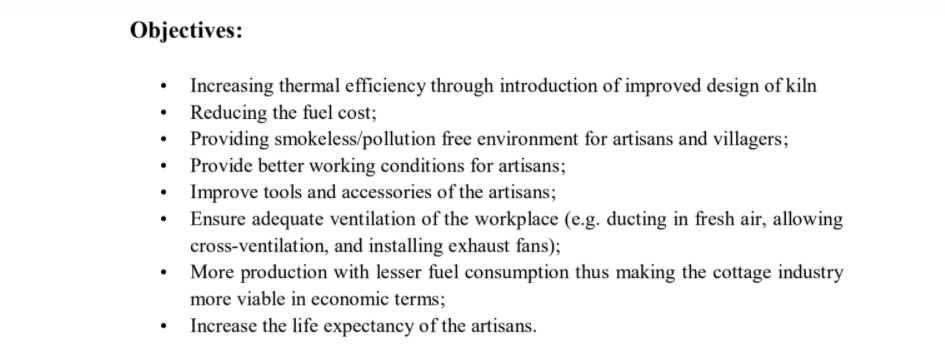 Objectives:
• Increasing thermal efficiency through introduction of improved design of kiln
• Reducing the fuel cost;
• Providing smokeless/pollution free environment for artisans and villagers;
• Provide better working conditions for artisans;
• Improve tools and accessories of the artisans;
• Ensure adequate ventilation of the workplace (e.g. ducting in fresh air, allowing
cross-ventilation, and installing exhaust fans);
• More production with lesser fuel consumption thus making the cottage industry
more viable in economic terms;
• Increase the life expectancy of the artisans.